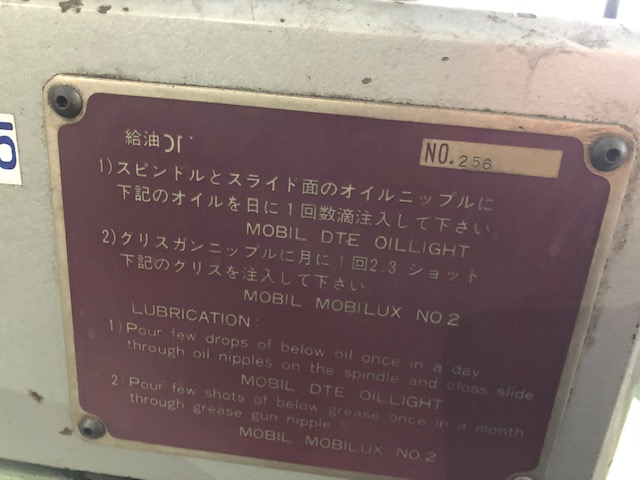 給油
NO. 256
1)スピンドルとスライド面のオイルニップルに
下記のオイルを日に1回数滴注入して下さい。
MOBIL DTE OILLIGHT
2)グリスガンニップルに月に1回2.3ショット
下記のグリスを注入して下さい
MOBIL MOBILUX NO.2
LUBRICATION:
1)Pour few drops of below oil once in a day
through oil nipples on the spindle and closs slide
MOBIL DTE OILLIGHT
2 Pour few shots of below grease once in a month
through grease gun nipple
MOBIL MOBILUX NO.2